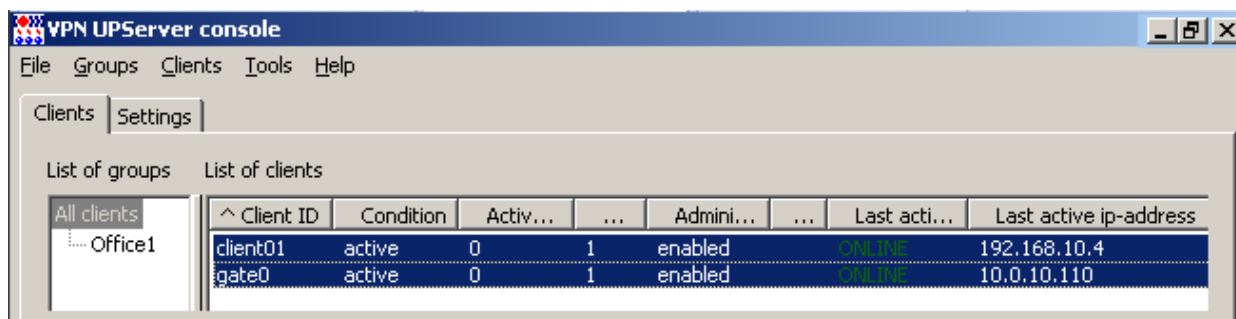 VPN UPServer console
File Groups Clients Tools Help
Clients Settings
List of groups List of clients
All clients ^ Client ID Condition Activ... ... Admini... ... Last acti... Last active ip-address
Office1 client01 active 0 1 enabled ONLINE 192.168.10.4
gate0 active 0 1 enabled ONLINE 10.0.10.110